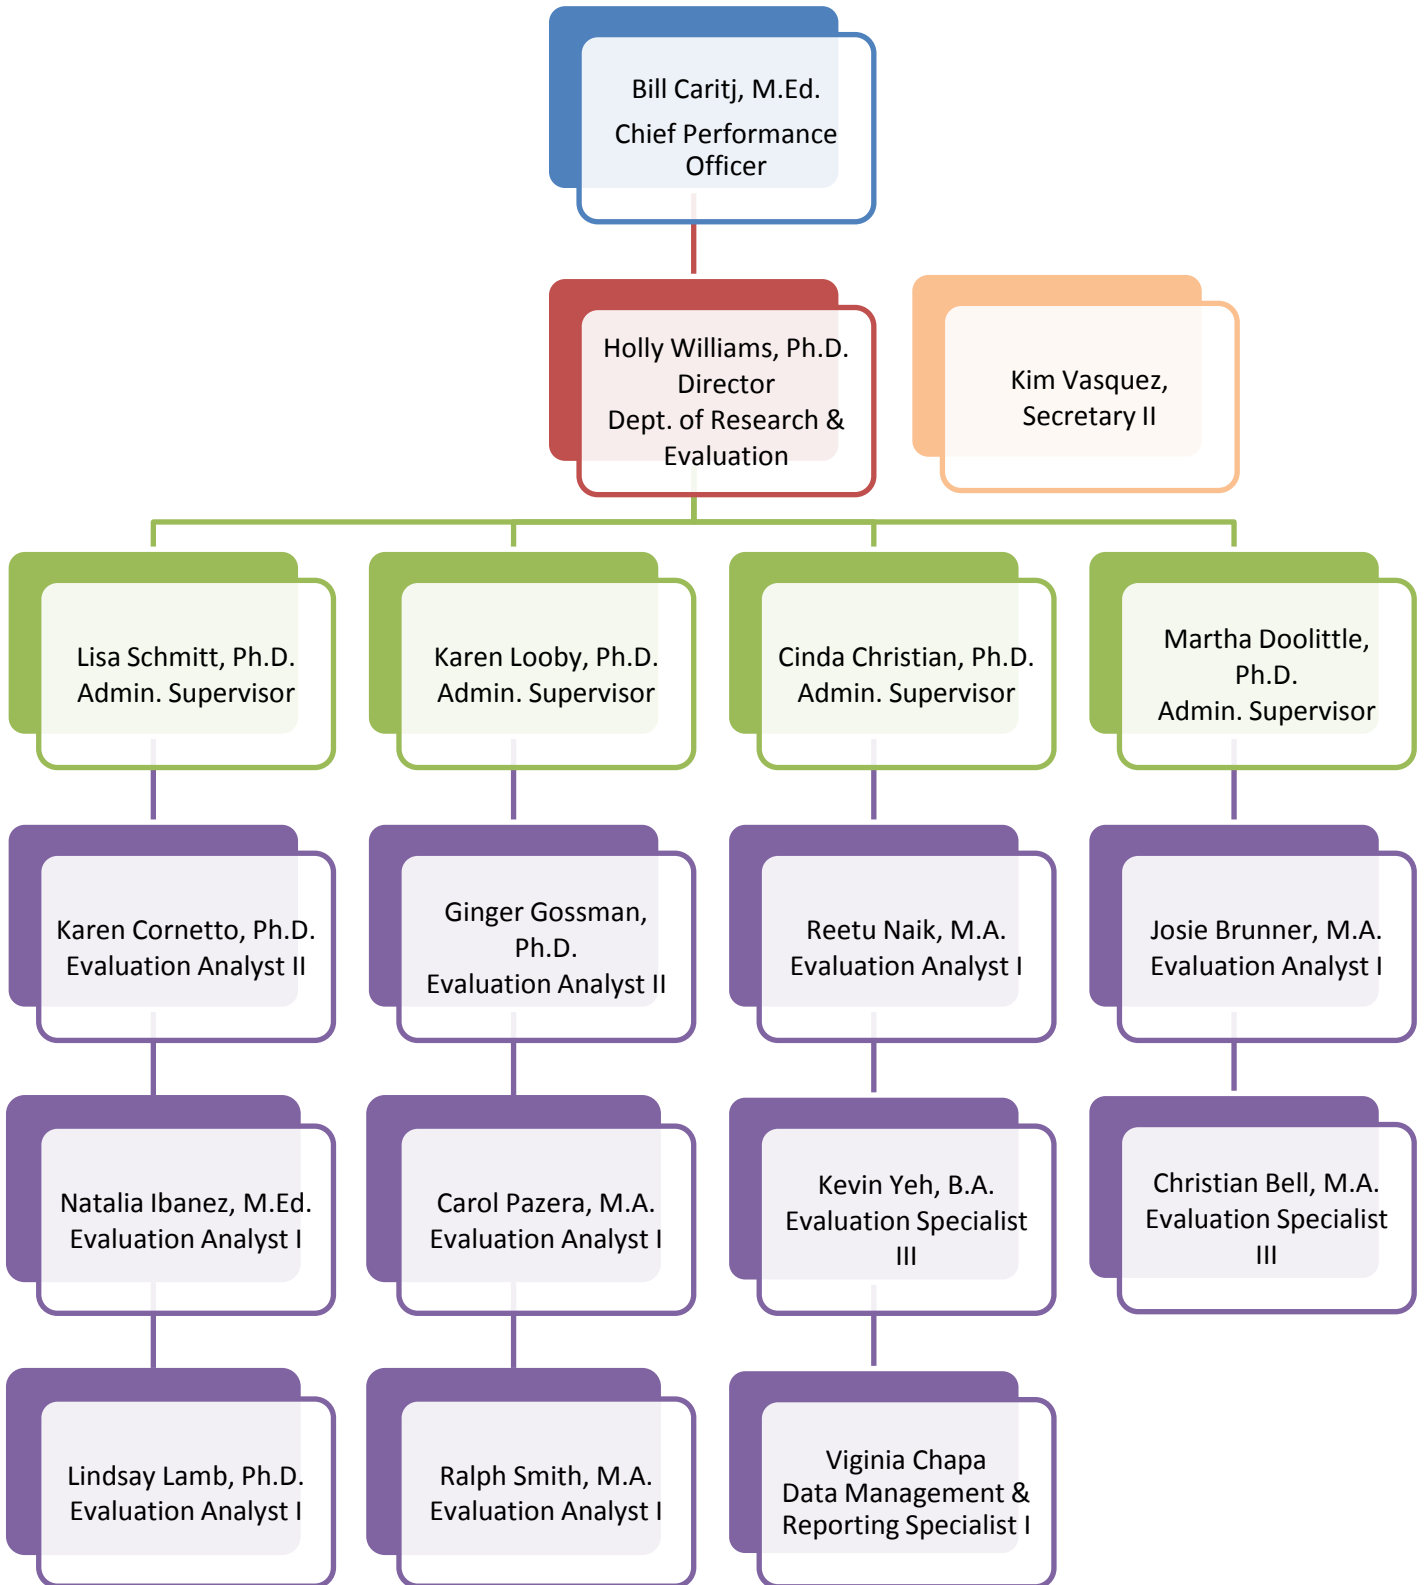 Bill Caritj, M.Ed.
Chief Performance
Officer
Holly Williams, Ph.D.
Director
Dept. of Research &
Evaluation
Kim Vasquez,
Secretary II
Lisa Schmitt, Ph.D.
Admin. Supervisor
Karen Looby, Ph.D.
Admin. Supervisor
Cinda Christian, Ph.D.
Admin. Supervisor
Martha Doolittle,
Ph.D.
Admin. Supervisor
Karen Cornetto, Ph.D.
Evaluation Analyst II
Ginger Gossman,
Ph.D.
Evaluation Analyst II
Reetu Naik, M.A.
Evaluation Analyst I
Josie Brunner, M.A.
Evaluation Analyst I
Natalia Ibanez, M.Ed.
Evaluation Analyst I
Carol Pazera, M.A.
Evaluation Analyst I
Kevin Yeh, B.A.
Evaluation Specialist
III
Christian Bell, M.A.
Evaluation Specialist
III
Lindsay Lamb, Ph.D.
Evaluation Analyst I
Ralph Smith, M.A.
Evaluation Analyst I
Viginia Chapa
Data Management &
Reporting Specialist I